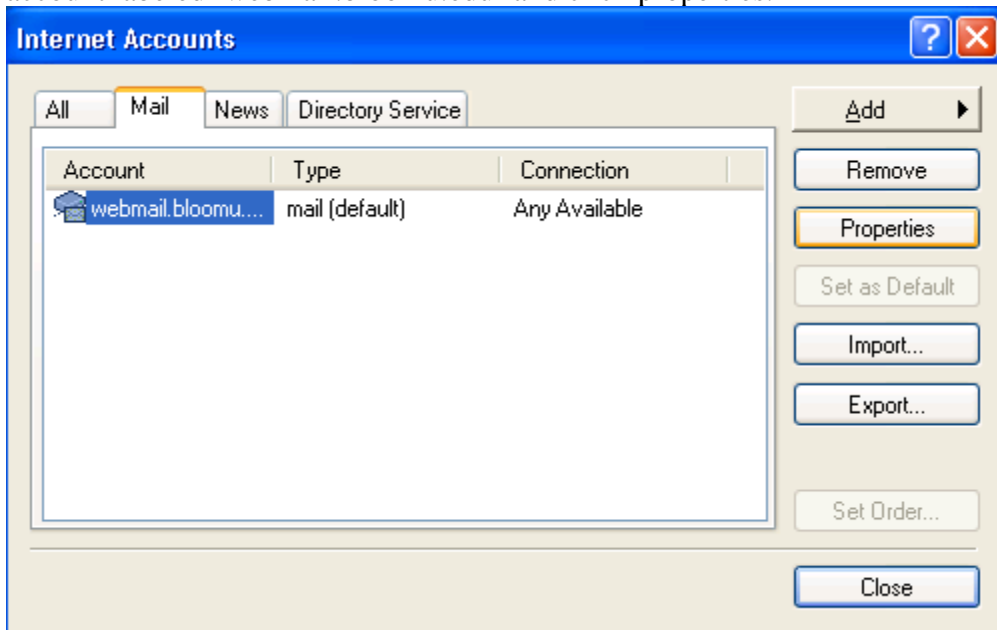 Internet Accounts
All Mail News Directory Service
Add
Account Type Connection
Remove
webmail.bloomu.... mail (default) Any Available
Properties
Set as Default
Import...
Export...
Set Order...
Close